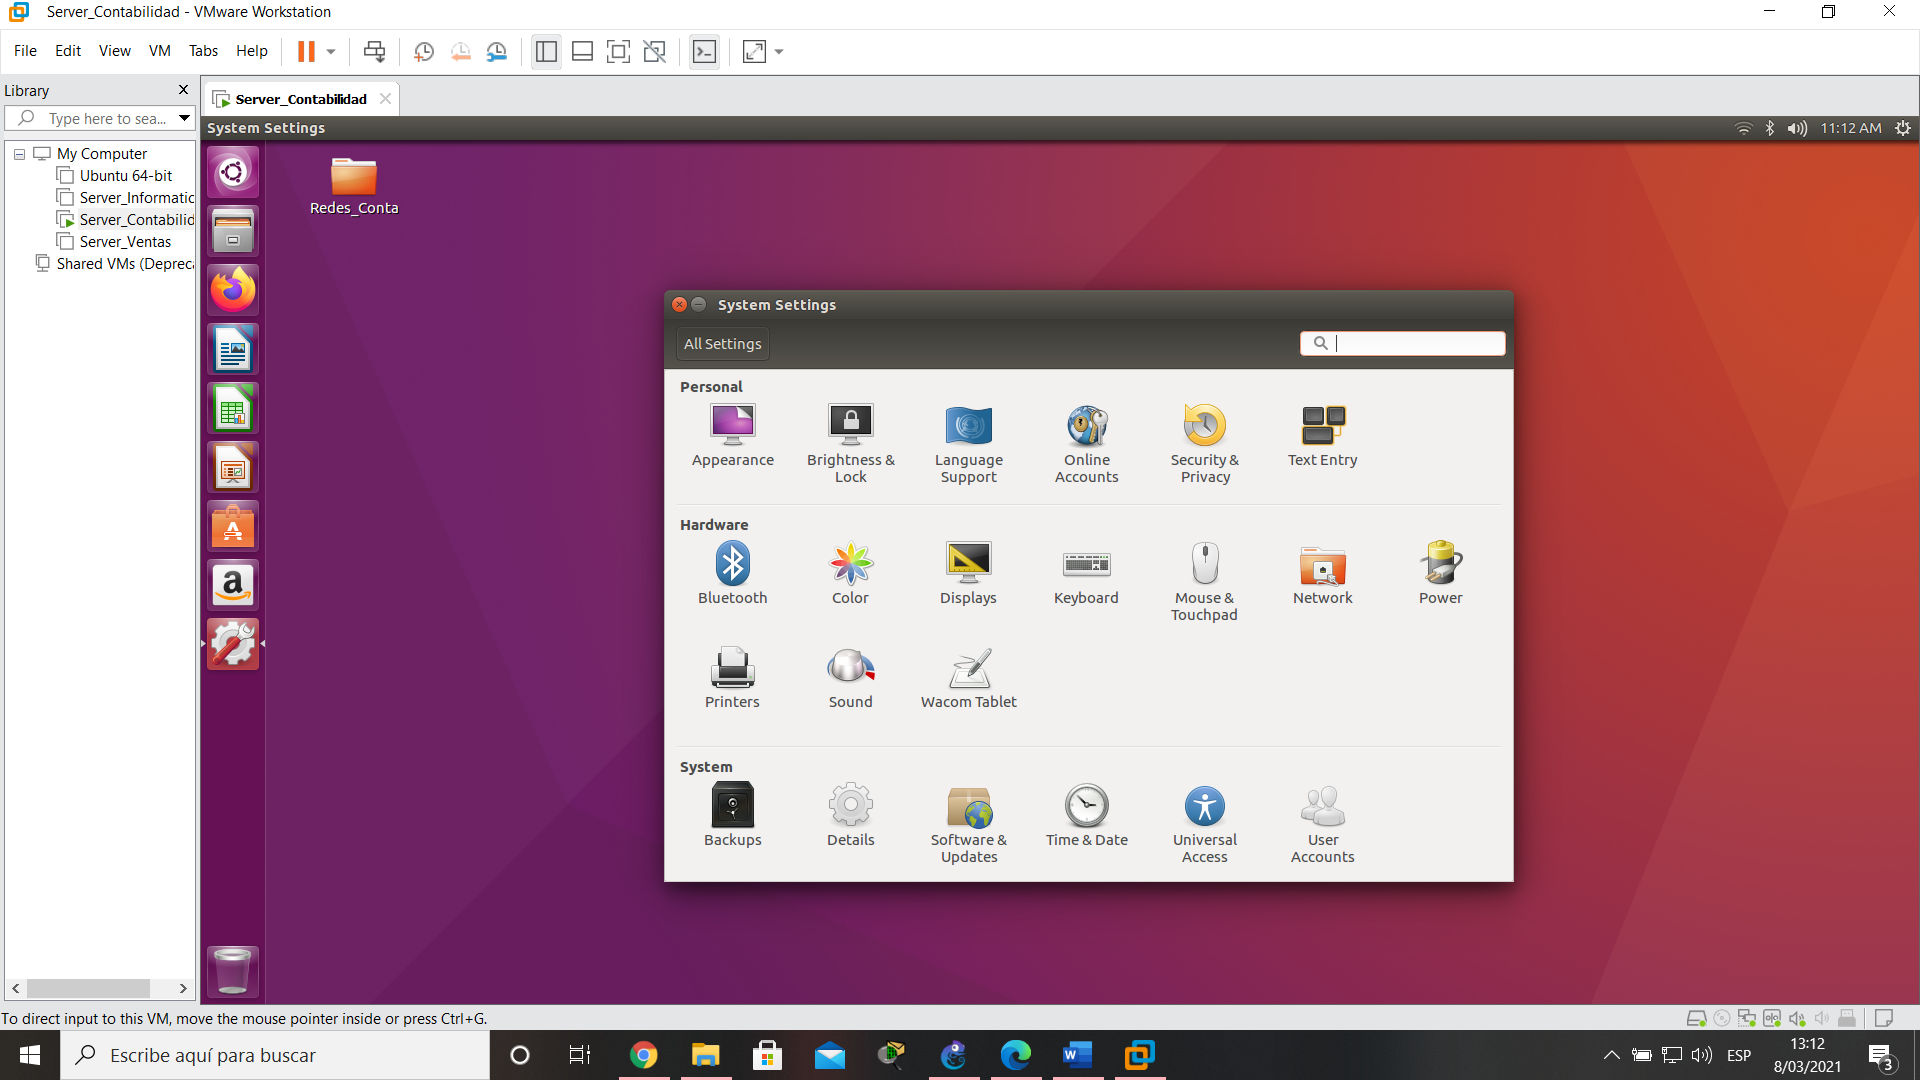 Server_Contabilidad - VMware Workstation
File Edit View VM Tabs Help
Library
Type here to sea...
My Computer
Ubuntu 64-bit
Server_Informatic
Server_Contabilid
Server_Ventas
Shared VMs (Depreca
Server_Contabilidad
System Settings
11:12 AM
Redes_Conta
System Settings
All Settings
Personal
Appearance
Brightness &
Lock
Language
Support
Online
Accounts
Security &
Privacy
Text Entry
Hardware
Bluetooth
Color
Displays
Keyboard
Mouse &
Touchpad
Network
Power
Printers
Sound
Wacom Tablet
System
Backups
Details
Software &
Updates
Time & Date
Universal
Access
User
Accounts
To direct input to this VM, move the mouse pointer inside or press Ctrl+G.
Escribe aquí para buscar
ESP
13:12
8/03/2021
3